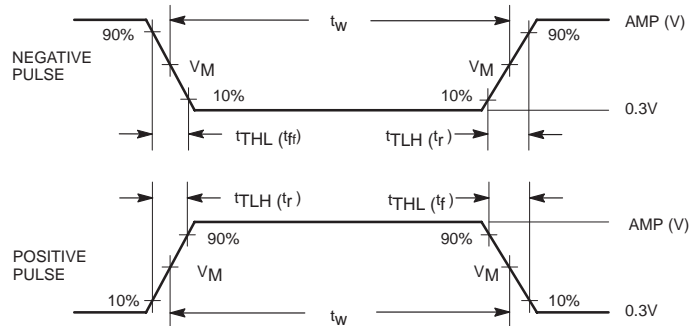 90%
t_w
90%
AMP (V)
NEGATIVE
PULSE
V_M
V_M
10%
10%
0.3V
t_THL (t_ff)
t_TLH (t_r)
t_TLH (t_r)
t_THL (t_f)
AMP (V)
90%
90%
POSITIVE
PULSE
V_M
V_M
10%
10%
t_w
0.3V